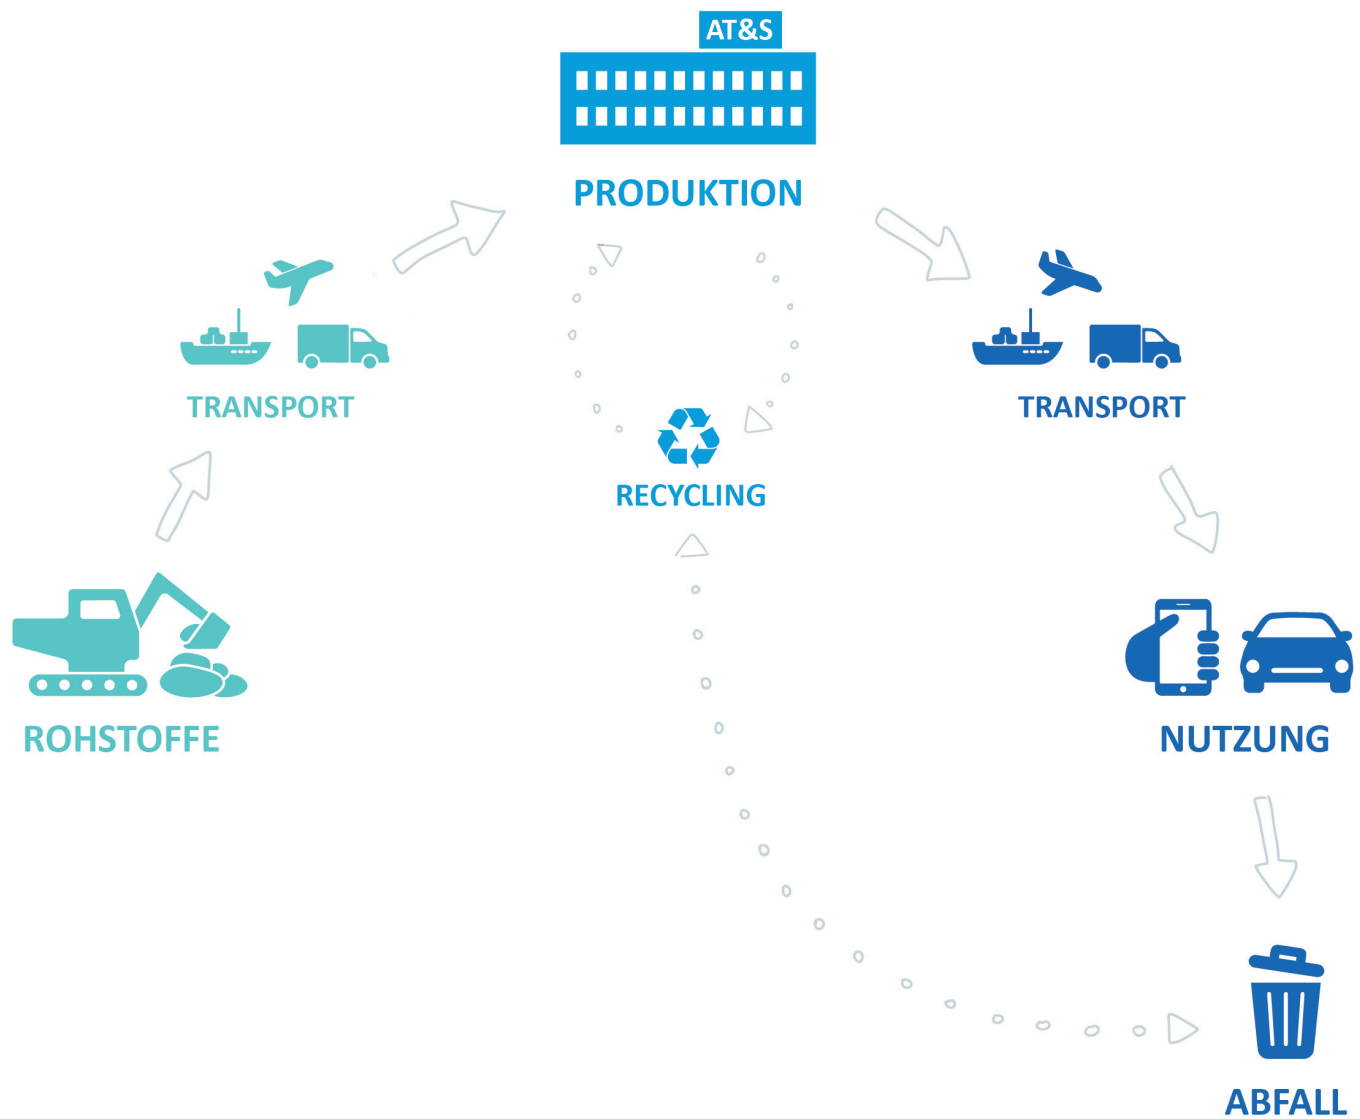 AT&S
PRODUKTION
TRANSPORT
TRANSPORT
RECYCLING
ROHSTOFFE
NUTZUNG
ABFALL